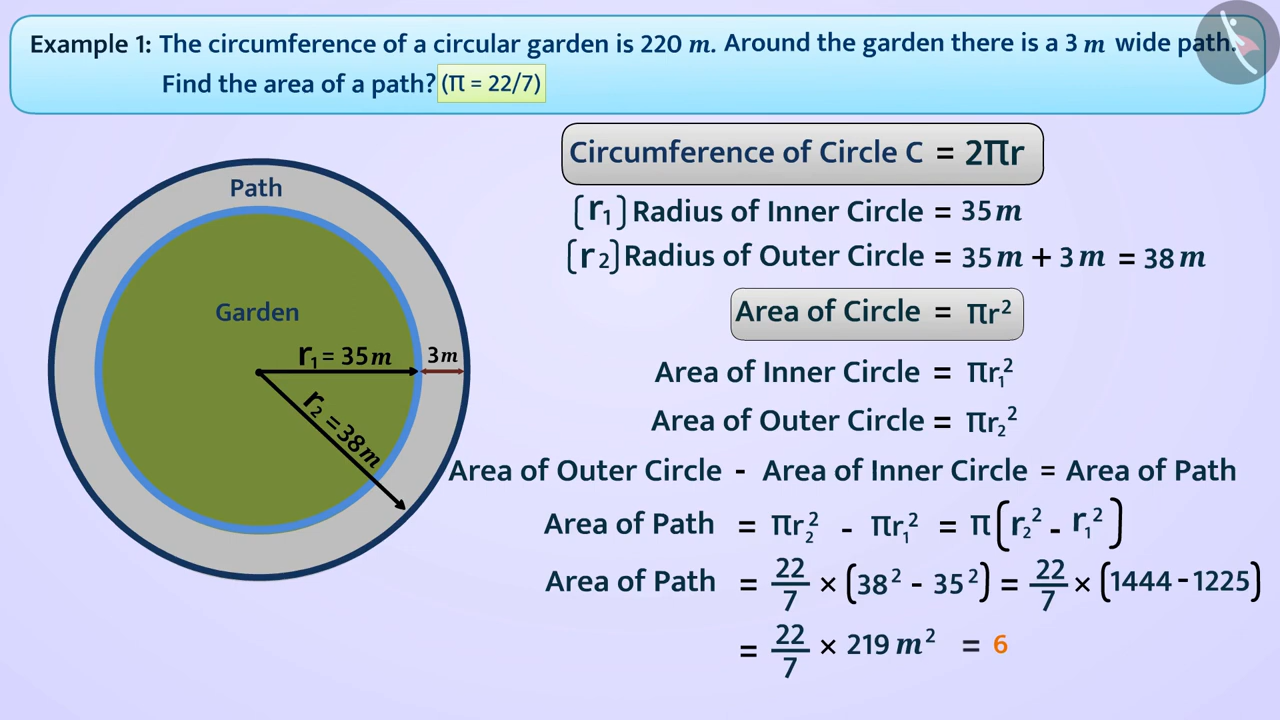 Example 1: The circumference of a circular garden is 220 m. Around the garden there is a 3 m wide path.
Find the area of a path? (π = 22/7)
Circumference of Circle C = 2πr
[r₁] Radius of Inner Circle = 35 m
[r₂] Radius of Outer Circle = 35 m + 3 m = 38 m
Area of Circle = πr²
Area of Inner Circle = πr₁²
Area of Outer Circle = πr₂²
Area of Outer Circle - Area of Inner Circle = Area of Path
Area of Path = πr₂² - πr₁² = π(r₂² - r₁²)
Area of Path = 22/7 × (38² - 35²) = 22/7 × (1444 - 1225)
= 22/7 × 219 m² = 6
Path
Garden
r₁ = 35 m
3 m
r₂ = 38 m